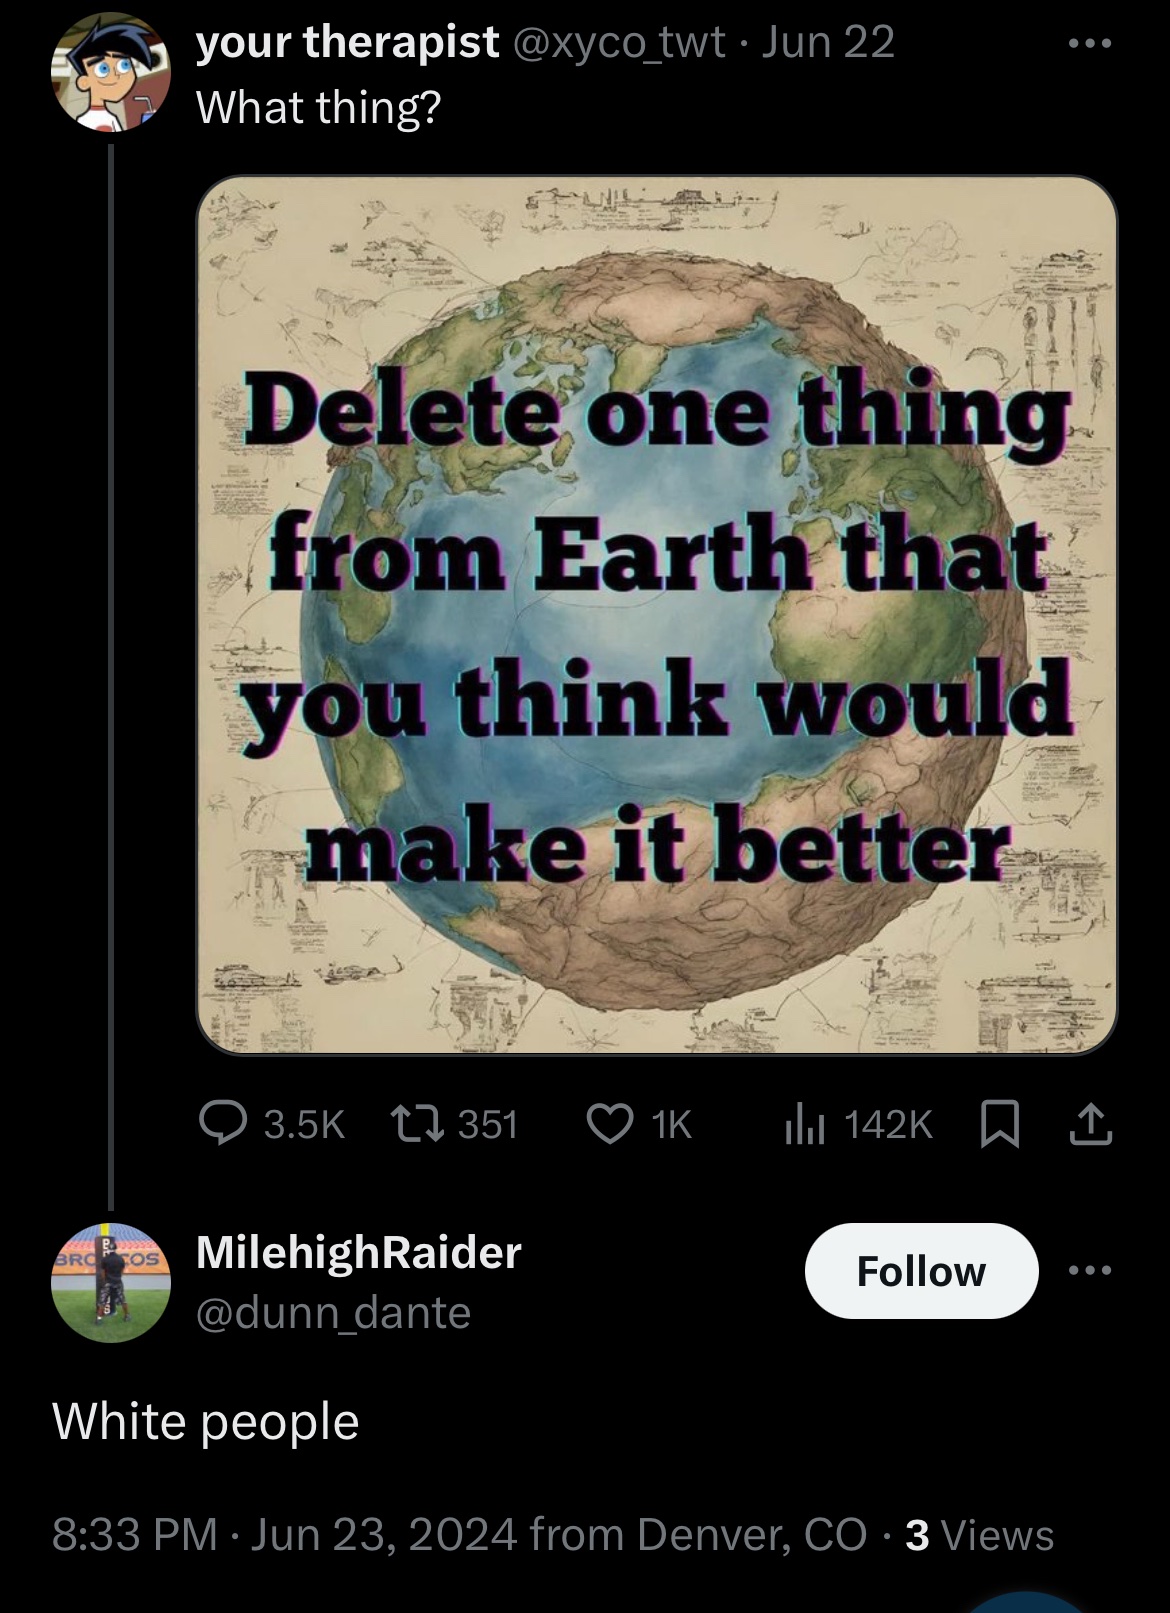 your therapist @xyco_twt · Jun 22
What thing?
Delete one thing
from Earth that
you think would
make it better
3.5K 351 1K 142K
BRONCOS
MilehighRaider
Follow
@dunn_dante
White people
8:33 PM · Jun 23, 2024 from Denver, CO · 3 Views